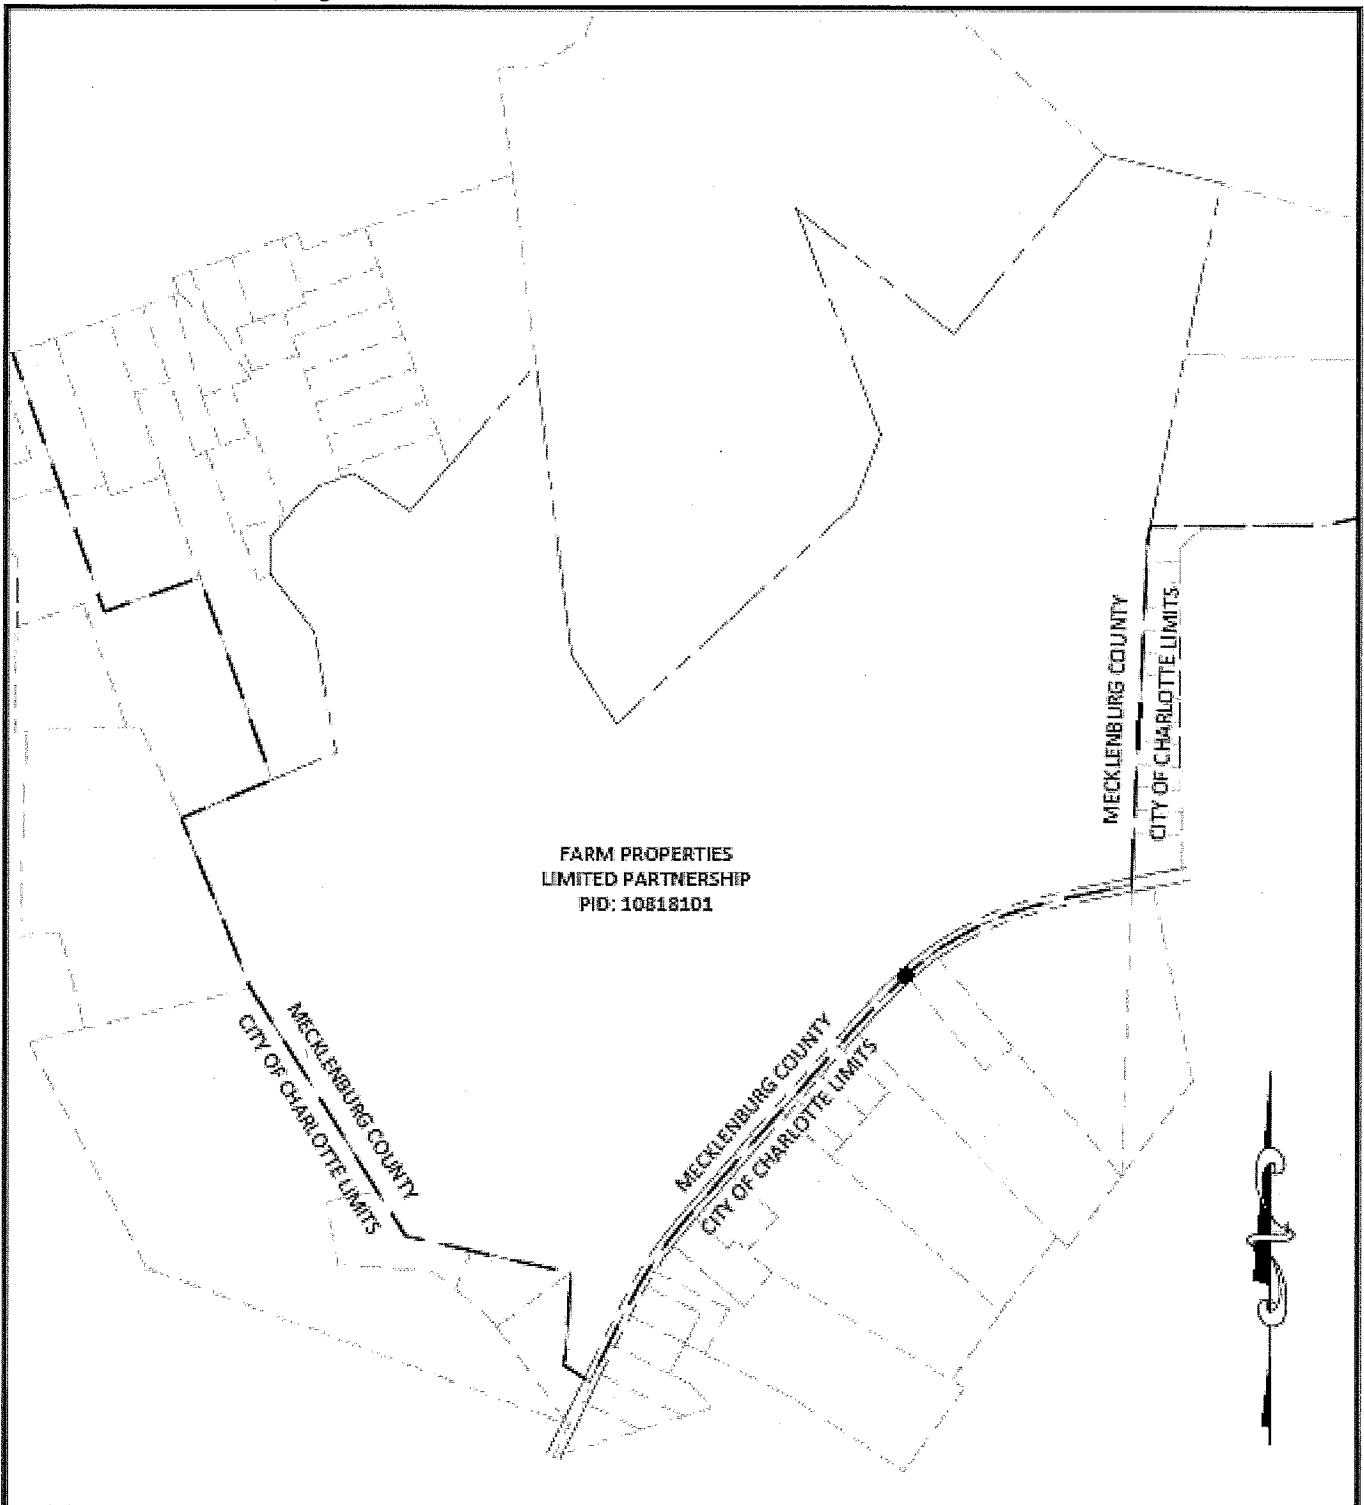 MECKLENBURG COUNTY
CITY OF CHARLOTTE LIMITS
FARM PROPERTIES
LIMITED PARTNERSHIP
PID: 10818101
MECKLENBURG COUNTY
CITY OF CHARLOTTE LIMITS
MECKLENBURG COUNTY
CITY OF CHARLOTTE LIMITS